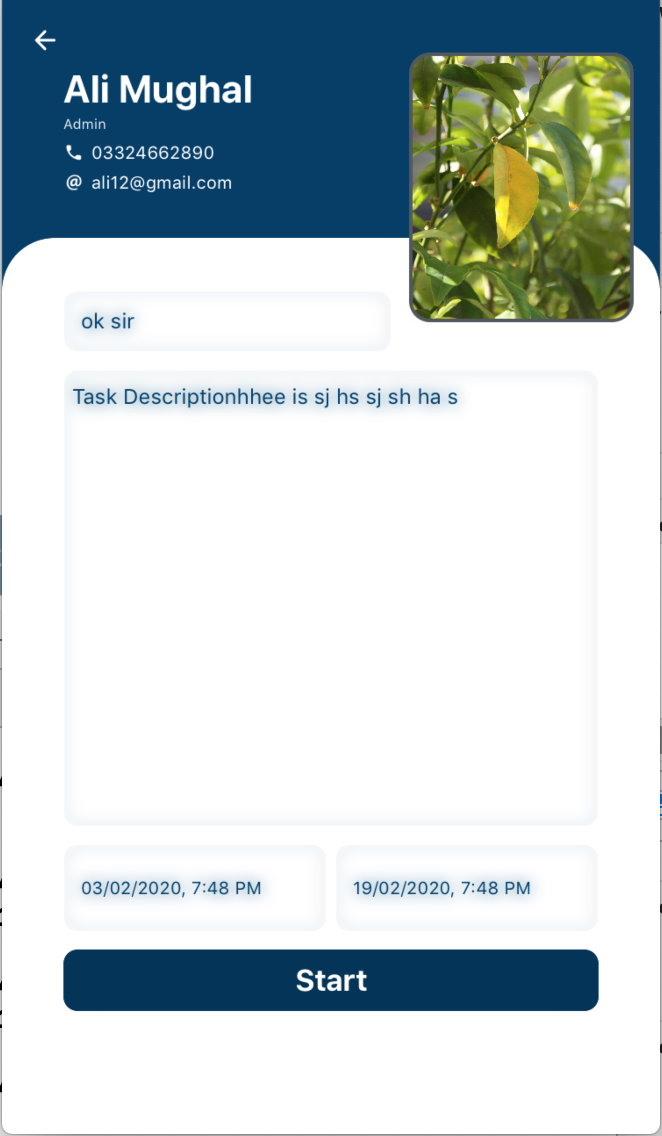 Ali Mughal
Admin
03324662890
@ ali12@gmail.com
ok sir
Task Descriptionhhee is sj hs sj sh ha s
03/02/2020, 7:48 PM
19/02/2020, 7:48 PM
Start